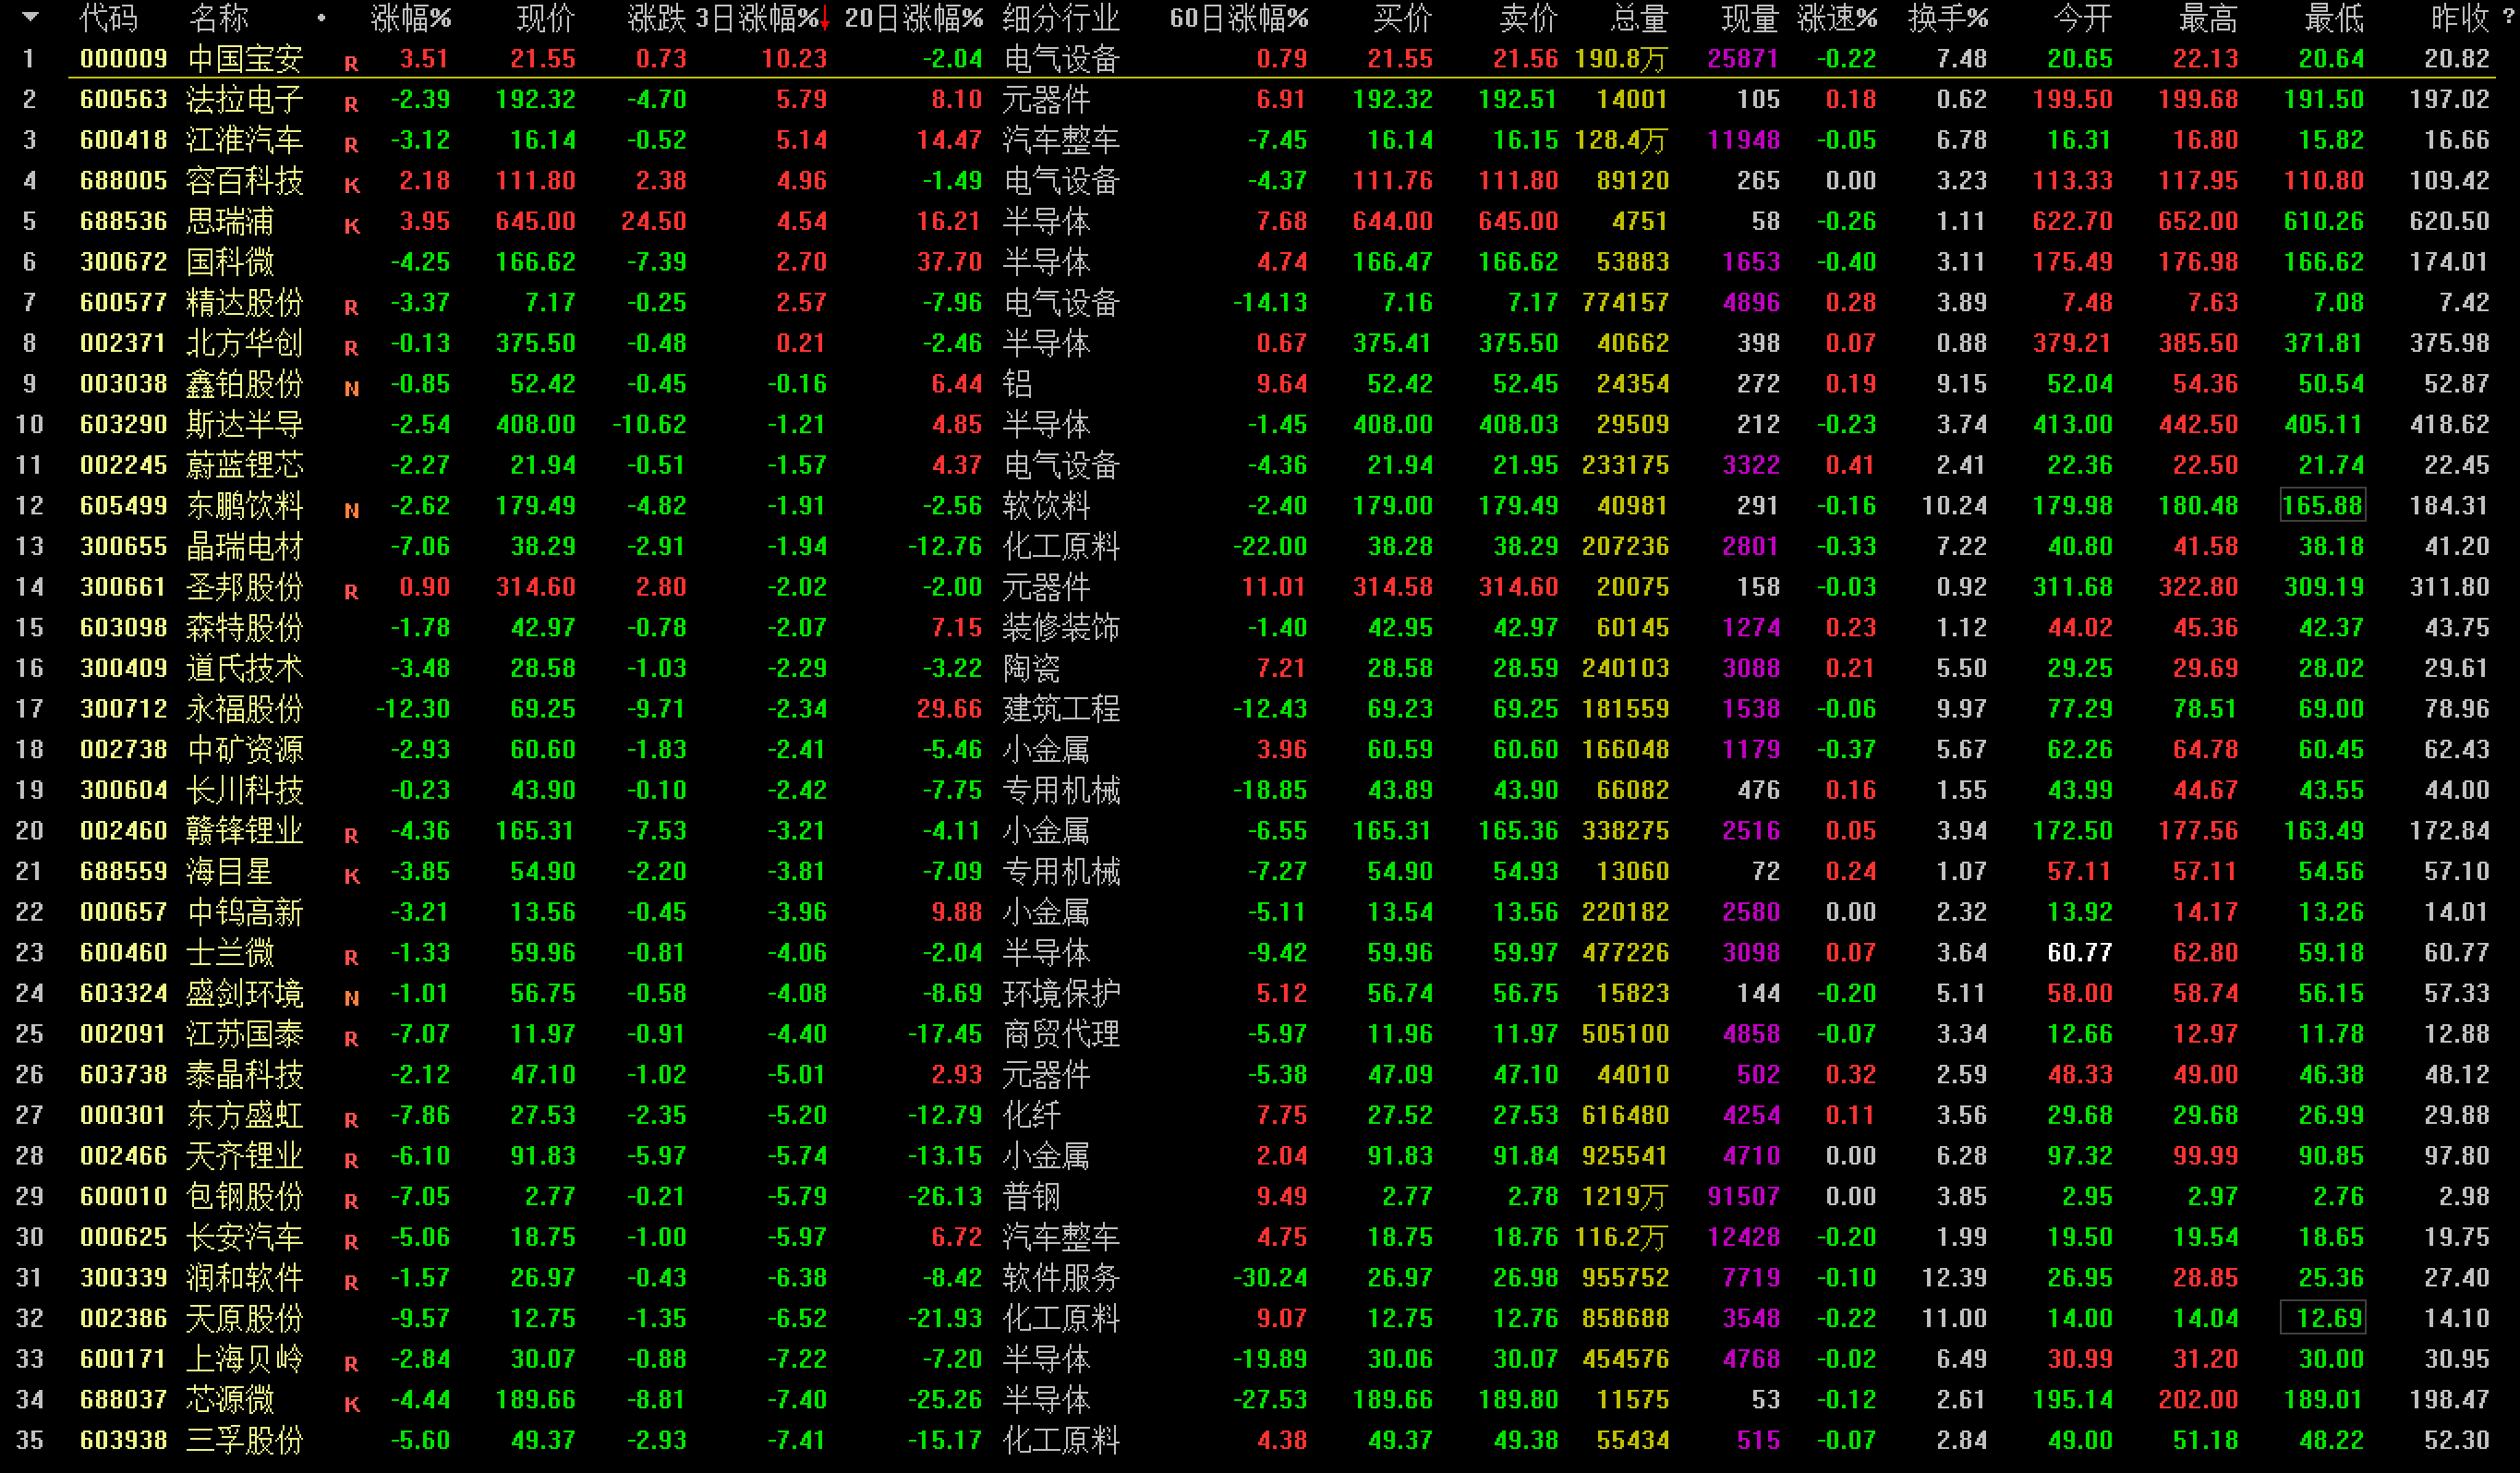 代码 名称 • 涨幅% 现价 涨跌 3日涨幅%↓ 20日涨幅% 细分行业 60日涨幅% 买价 卖价 总量 现量 涨速% 换手% 今开 最高 最低 昨收 ?
1 000009 中国宝安 R 3.51 21.55 0.73 10.23 -2.04 电气设备 0.79 21.55 21.56 190.8万 25871 -0.22 7.48 20.65 22.13 20.64 20.82
2 600563 法拉电子 R -2.39 192.32 -4.70 5.79 8.10 元器件 6.91 192.32 192.51 14001 105 0.18 0.62 199.50 199.68 191.50 197.02
3 600418 江淮汽车 R -3.12 16.14 -0.52 5.14 14.47 汽车整车 -7.45 16.14 16.15 128.4万 11948 -0.05 6.78 16.31 16.80 15.82 16.66
4 688005 容百科技 K 2.18 111.80 2.38 4.96 -1.49 电气设备 -4.37 111.76 111.80 89120 265 0.00 3.23 113.33 117.95 110.80 109.42
5 688536 思瑞浦 K 3.95 645.00 24.50 4.54 16.21 半导体 7.68 644.00 645.00 4751 58 -0.26 1.11 622.70 652.00 610.26 620.50
6 300672 国科微 -4.25 166.62 -7.39 2.70 37.70 半导体 4.74 166.47 166.62 53883 1653 -0.40 3.11 175.49 176.98 166.62 174.01
7 600577 精达股份 R -3.37 7.17 -0.25 2.57 -7.96 电气设备 -14.13 7.16 7.17 774157 4896 0.28 3.89 7.48 7.63 7.08 7.42
8 002371 北方华创 R -0.13 375.50 -0.48 0.21 -2.46 半导体 0.67 375.41 375.50 40662 398 0.07 0.88 379.21 385.50 371.81 375.98
9 003038 鑫铂股份 N -0.85 52.42 -0.45 -0.16 6.44 铝 9.64 52.42 52.45 24354 272 0.19 9.15 52.04 54.36 50.54 52.87
10 603290 斯达半导 -2.54 408.00 -10.62 -1.21 4.85 半导体 -1.45 408.00 408.03 29509 212 -0.23 3.74 413.00 442.50 405.11 418.62
11 002245 蔚蓝锂芯 -2.27 21.94 -0.51 -1.57 4.37 电气设备 -4.36 21.94 21.95 233175 3322 0.41 2.41 22.36 22.50 21.74 22.45
12 605499 东鹏饮料 N -2.62 179.49 -4.82 -1.91 -2.56 软饮料 -2.40 179.00 179.49 40981 291 -0.16 10.24 179.98 180.48 165.88 184.31
13 300655 晶瑞电材 -7.06 38.29 -2.91 -1.94 -12.76 化工原料 -22.00 38.28 38.29 207236 2801 -0.33 7.22 40.80 41.58 38.18 41.20
14 300661 圣邦股份 R 0.90 314.60 2.80 -2.02 -2.00 元器件 11.01 314.58 314.60 20075 158 -0.03 0.92 311.68 322.80 309.19 311.80
15 603098 森特股份 -1.78 42.97 -0.78 -2.07 7.15 装修装饰 -1.40 42.95 42.97 60145 1274 0.23 1.12 44.02 45.36 42.37 43.75
16 300409 道氏技术 -3.48 28.58 -1.03 -2.29 -3.22 陶瓷 7.21 28.58 28.59 240103 3088 0.21 5.50 29.25 29.69 28.02 29.61
17 300712 永福股份 -12.30 69.25 -9.71 -2.34 29.66 建筑工程 -12.43 69.23 69.25 181559 1538 -0.06 9.97 77.29 78.51 69.00 78.96
18 002738 中矿资源 -2.93 60.60 -1.83 -2.41 -5.46 小金属 3.96 60.59 60.60 166048 1179 -0.37 5.67 62.26 64.78 60.45 62.43
19 300604 长川科技 -0.23 43.90 -0.10 -2.42 -7.75 专用机械 -18.85 43.89 43.90 66082 476 0.16 1.55 43.99 44.67 43.55 44.00
20 002460 赣锋锂业 R -4.36 165.31 -7.53 -3.21 -4.11 小金属 -6.55 165.31 165.36 338275 2516 0.05 3.94 172.50 177.56 163.49 172.84
21 688559 海目星 K -3.85 54.90 -2.20 -3.81 -7.09 专用机械 -7.27 54.90 54.93 13060 72 0.24 1.07 57.11 57.11 54.56 57.10
22 000657 中钨高新 -3.21 13.56 -0.45 -3.96 9.88 小金属 -5.11 13.54 13.56 220182 2580 0.00 2.32 13.92 14.17 13.26 14.01
23 600460 士兰微 R -1.33 59.96 -0.81 -4.06 -2.04 半导体 -9.42 59.96 59.97 477226 3098 0.07 3.64 60.77 62.80 59.18 60.77
24 603324 盛剑环境 N -1.01 56.75 -0.58 -4.08 -8.69 环境保护 5.12 56.74 56.75 15823 144 -0.20 5.11 58.00 58.74 56.15 57.33
25 002091 江苏国泰 R -7.07 11.97 -0.91 -4.40 -17.45 商贸代理 -5.97 11.96 11.97 505100 4858 -0.07 3.34 12.66 12.97 11.78 12.88
26 603738 泰晶科技 -2.12 47.10 -1.02 -5.01 2.93 元器件 -5.38 47.09 47.10 44010 502 0.32 2.59 48.33 49.00 46.38 48.12
27 000301 东方盛虹 R -7.86 27.53 -2.35 -5.20 -12.79 化纤 7.75 27.52 27.53 616480 4254 0.11 3.56 29.68 29.68 26.99 29.88
28 002466 天齐锂业 R -6.10 91.83 -5.97 -5.74 -13.15 小金属 2.04 91.83 91.84 925541 4710 0.00 6.28 97.32 99.99 90.85 97.80
29 600010 包钢股份 R -7.05 2.77 -0.21 -5.79 -26.13 普钢 9.49 2.77 2.78 1219万 91507 0.00 3.85 2.95 2.97 2.76 2.98
30 000625 长安汽车 R -5.06 18.75 -1.00 -5.97 6.72 汽车整车 4.75 18.75 18.76 116.2万 12428 -0.20 1.99 19.50 19.54 18.65 19.75
31 300339 润和软件 R -1.57 26.97 -0.43 -6.38 -8.42 软件服务 -30.24 26.97 26.98 955752 7719 -0.10 12.39 26.95 28.85 25.36 27.40
32 002386 天原股份 -9.57 12.75 -1.35 -6.52 -21.93 化工原料 9.07 12.75 12.76 858688 3548 -0.22 11.00 14.00 14.04 12.69 14.10
33 600171 上海贝岭 R -2.84 30.07 -0.88 -7.22 -7.20 半导体 -19.89 30.06 30.07 454576 4768 -0.02 6.49 30.99 31.20 30.00 30.95
34 688037 芯源微 K -4.44 189.66 -8.81 -7.40 -25.26 半导体 -27.53 189.66 189.80 11575 53 -0.12 2.61 195.14 202.00 189.01 198.47
35 603938 三孚股份 -5.60 49.37 -2.93 -7.41 -15.17 化工原料 4.38 49.37 49.38 55434 515 -0.07 2.84 49.00 51.18 48.22 52.30